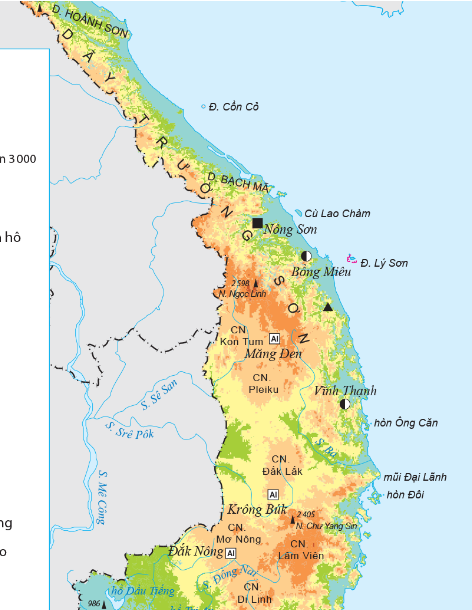 D. HOÀNH SON
DÃY TRƯỜNG SƠN
Đ. Cồn Cỏ
n 3 000
D. BẠCH MÃ
Cù Lao Chàm
Nông Sơn
hô
Đ. Lý Sơn
Bông Miêu
2 598
N. Ngọc Linh
CN
Kon Tum
Al
Măng Đen
CN.
Pleiku
S. Sê San
Vĩnh Thạnh
S. Srê Pôk
hòn Ông Căn
S. Ba
CN
Đắk Lắk
mũi Đại Lãnh
S. Mê Công
Al
hòn Đôi
Krông Búk
2 405
N. Chư Yang Sin
ng
CN.
Mơ Nông
CN
Lâm Viên
Đắk Nông
Al
o
S. Đồng Nai
hồ Dầu Tiếng
CN
Di Linh
986